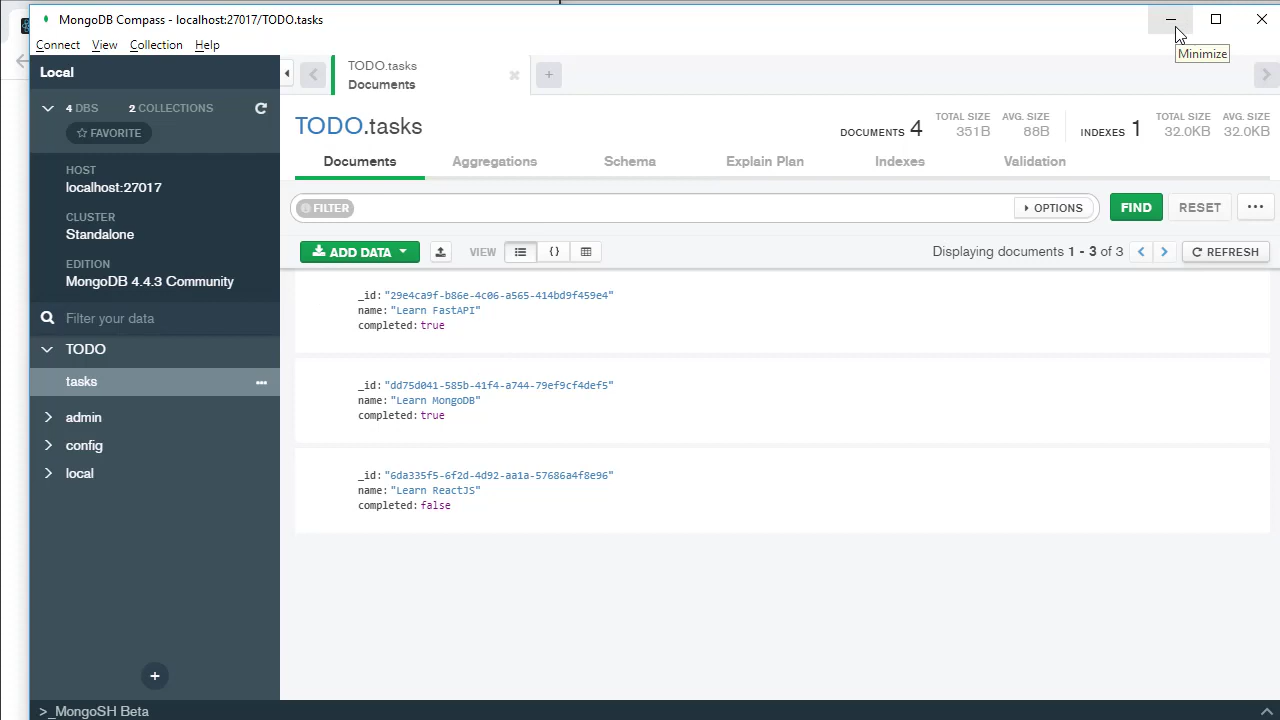 MongoDB Compass - localhost:27017/TODO.tasks
Connect View Collection Help
Minimize
Local
4 DBS 2 COLLECTIONS
FAVORITE
HOST
localhost:27017
CLUSTER
Standalone
EDITION
MongoDB 4.4.3 Community
Filter your data
TODO
tasks
admin
config
local
>_MongoSH Beta
TODO.tasks
Documents
TODO.tasks
DOCUMENTS 4 TOTAL SIZE 351B AVG. SIZE 88B INDEXES 1 TOTAL SIZE 32.0KB AVG. SIZE 32.0KB
Documents Aggregations Schema Explain Plan Indexes Validation
FILTER OPTIONS FIND RESET
ADD DATA VIEW {} Displaying documents 1 - 3 of 3 REFRESH
_id:"29e4ca9f-b86e-4c06-a565-414bd9f459e4"
name:"Learn FastAPI"
completed:true
_id:"dd75d041-585b-41f4-a744-79ef9cf4def5"
name:"Learn MongoDB"
completed:true
_id:"6da335f5-6f2d-4d92-aa1a-57686a4f8e96"
name:"Learn ReactJS"
completed:false